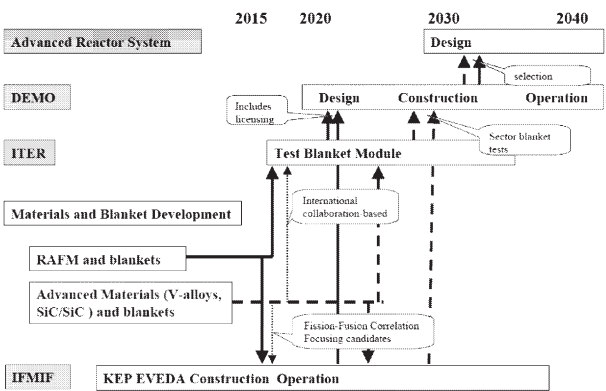 2015 2020 2030 2040
Advanced Reactor System
Design
selection
DEMO
Includes
licensing
Design Construction Operation
ITER
Test Blanket Module
Sector blanket
tests
Materials and Blanket Development
International
collaboration-based
RAFM and blankets
Advanced Materials (V-alloys,
SiC/SiC ) and blankets
Fission-Fusion Correlation
Focusing candidates
IFMIF
KEP EVEDA Construction Operation